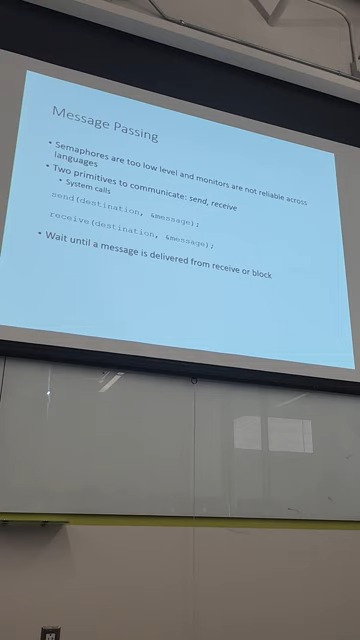 Message Passing
• Semaphores are too low level and monitors are not reliable across
languages
• Two primitives to communicate: send, receive
• System calls
send(destination, &message);
receive(destination, &message);
• Wait until a message is delivered from receive or block